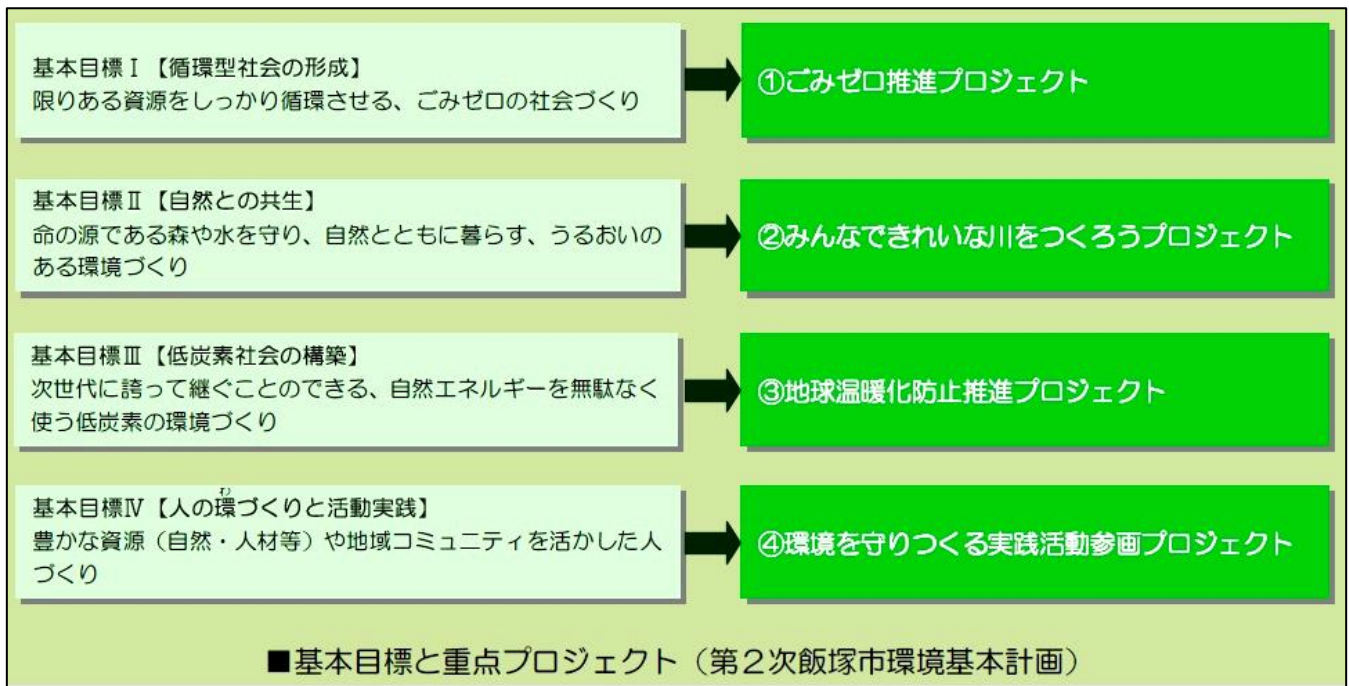 基本目標Ⅰ【循環型社会の形成】
限りある資源をしっかり循環させる、ごみゼロの社会づくり
①ごみゼロ推進プロジェクト
基本目標Ⅱ【自然との共生】
命の源である森や水を守り、自然とともに暮らす、うるおいの
ある環境づくり
②みんなできれいな川をつくろうプロジェクト
基本目標Ⅲ【低炭素社会の構築】
次世代に誇って継ぐことのできる、自然エネルギーを無駄なく
使う低炭素の環境づくり
③地球温暖化防止推進プロジェクト
わ
基本目標Ⅳ【人の環づくりと活動実践】
豊かな資源（自然・人材等）や地域コミュニティを活かした人
づくり
④環境を守りつくる実践活動参画プロジェクト
■基本目標と重点プロジェクト（第２次飯塚市環境基本計画）